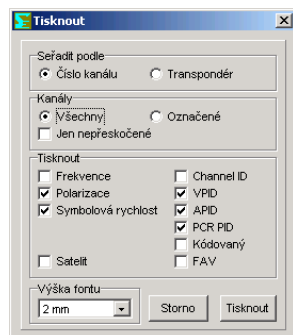 Tisknout
Seřadit podle
Číslo kanálu Transpondér
Kanály
Všechny Označené
Jen nepřeskočené
Tisknout
Frekvence Channel ID
Polarizace VPID
Symbolová rychlost APID
PCR PID
Kódovaný
Satelit FAV
Výška fontu
2 mm Storno Tisknout